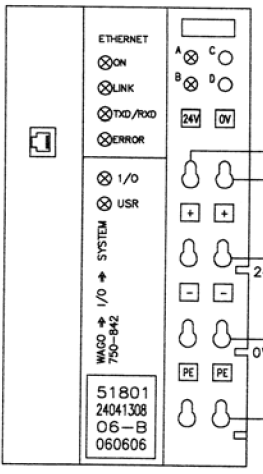 ETHERNET
ON
LINK
TXD/RXD
ERROR
I/O
USR
WAGO → I/O → SYSTEM
750-842
51801
24041308
06-B
060606
A C
B D
24V 0V
+ +
- -
PE PE
2
0